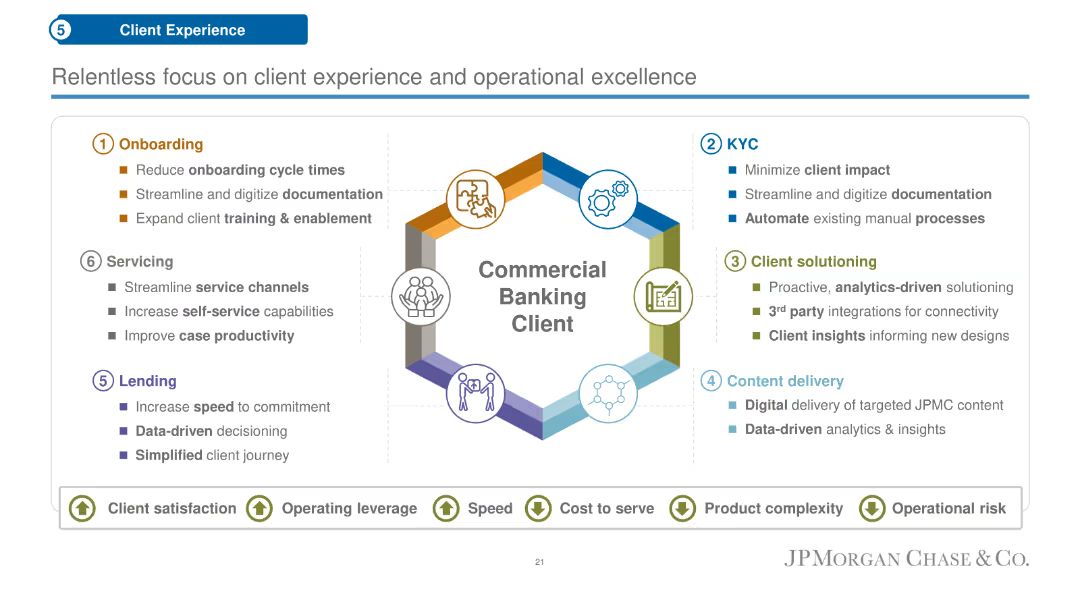 5 Client Experience
Relentless focus on client experience and operational excellence
1 Onboarding
Reduce onboarding cycle times
Streamline and digitize documentation
Expand client training & enablement
2 KYC
Minimize client impact
Streamline and digitize documentation
Automate existing manual processes
6 Servicing
Streamline service channels
Increase self-service capabilities
Improve case productivity
Commercial
Banking
Client
3 Client solutioning
Proactive, analytics-driven solutioning
3rd party integrations for connectivity
Client insights informing new designs
5 Lending
Increase speed to commitment
Data-driven decisioning
Simplified client journey
4 Content delivery
Digital delivery of targeted JPMC content
Data-driven analytics & insights
Client satisfaction Operating leverage Speed Cost to serve Product complexity Operational risk
21
JPMORGAN CHASE & CO.